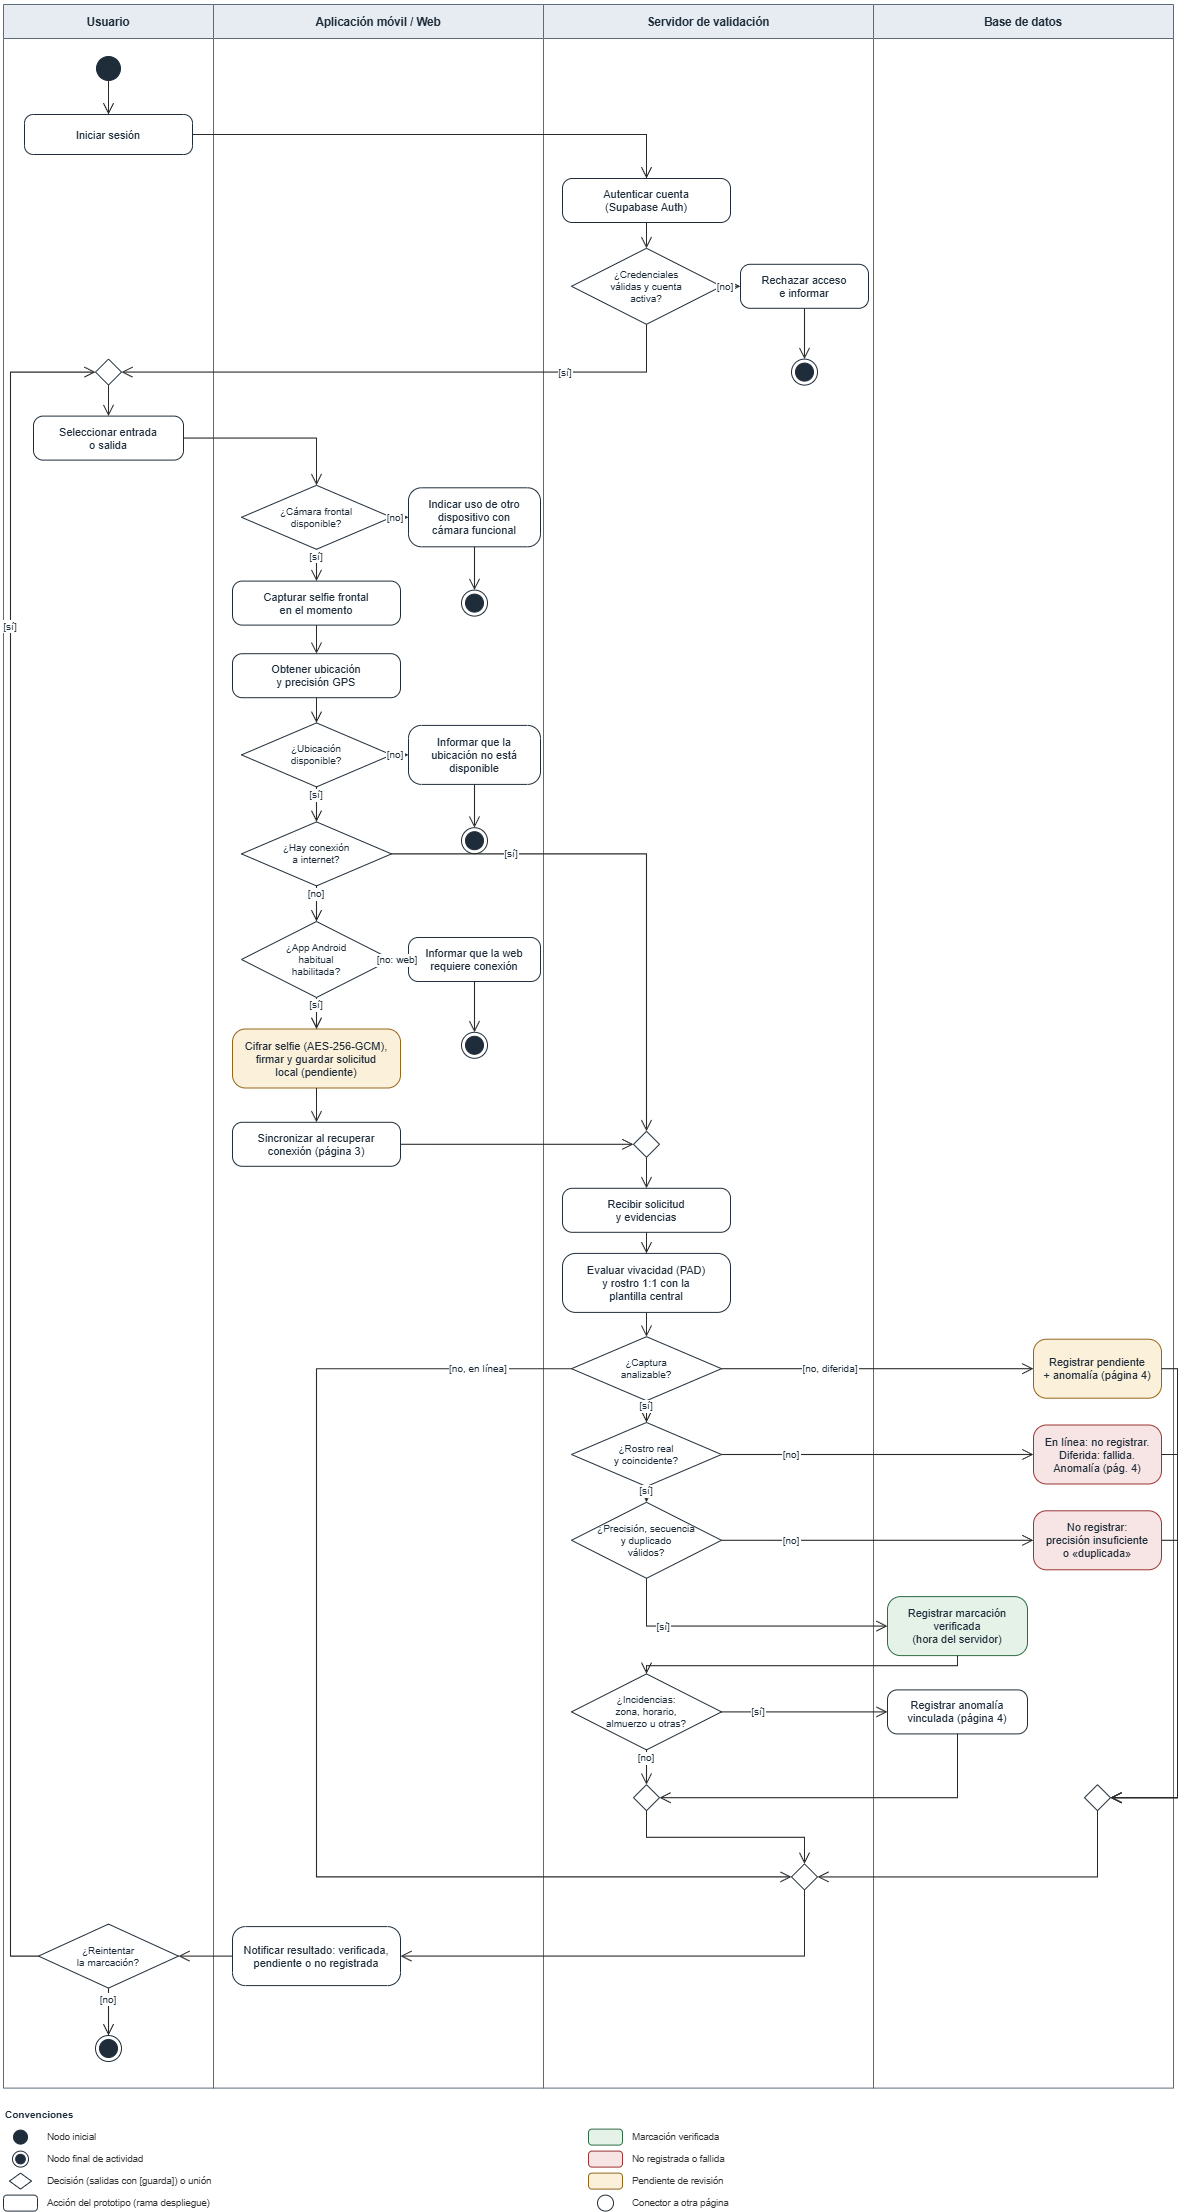 Usuario
Aplicación móvil / Web
Servidor de validación
Base de datos
Iniciar sesión
Autenticar cuenta
(Supabase Auth)
¿Credenciales
válidas y cuenta
activa?
[no]
Rechazar acceso
e informar
[sí]
Seleccionar entrada
o salida
¿Cámara frontal
disponible?
[no]
Indicar uso de otro
dispositivo con
cámara funcional
[sí]
Capturar selfie frontal
en el momento
[sí]
Obtener ubicación
y precisión GPS
¿Ubicación
disponible?
[no]
Informar que la
ubicación no está
disponible
[sí]
¿Hay conexión
a internet?
[sí]
[no]
¿App Android
habitual
habilitada?
[no: web]
Informar que la web
requiere conexión
[sí]
Cifrar selfie (AES-256-GCM),
firmar y guardar solicitud
local (pendiente)
Sincronizar al recuperar
conexión (página 3)
Recibir solicitud
y evidencias
Evaluar vivacidad (PAD)
y rostro 1:1 con la
plantilla central
[no, en línea]
¿Captura
analizable?
[no, diferida]
Registrar pendiente
+ anomalía (página 4)
[sí]
¿Rostro real
y coincidente?
[no]
En línea: no registrar.
Diferida: fallida.
Anomalía (pág. 4)
[sí]
¿Precisión, secuencia
y duplicado
válidos?
[no]
No registrar:
precisión insuficiente
o «duplicada»
[sí]
Registrar marcación
verificada
(hora del servidor)
¿Incidencias:
zona, horario,
almuerzo u otras?
[sí]
Registrar anomalía
vinculada (página 4)
[no]
¿Reintentar
la marcación?
Notificar resultado: verificada,
pendiente o no registrada
[no]
Convenciones
Nodo inicial
Nodo final de actividad
Decisión (salidas con [guarda]) o unión
Acción del prototipo (rama despliegue)
Marcación verificada
No registrada o fallida
Pendiente de revisión
Conector a otra página